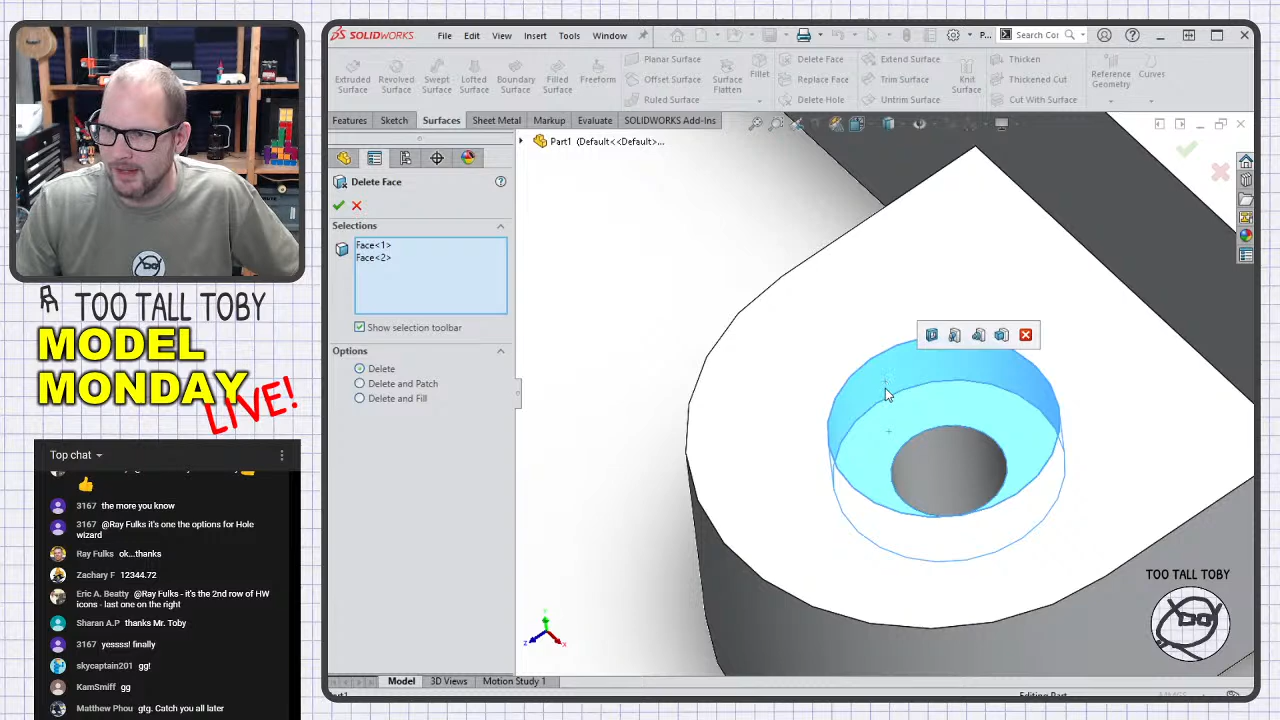 SOLIDWORKS
File
Edit
View
Insert
Tools
Window
P...
Search Cor
Extruded
Surface
Revolved
Surface
Swept
Surface
Lofted
Surface
Boundary
Surface
Filled
Surface
Freeform
Planar Surface
Offset Surface
Ruled Surface
Surface
Flatten
Fillet
Delete Face
Replace Face
Delete Hole
Extend Surface
Trim Surface
Untrim Surface
Knit
Surface
Thicken
Thickened Cut
Cut With Surface
Reference
Geometry
Curves
Features
Sketch
Surfaces
Sheet Metal
Markup
Evaluate
SOLIDWORKS Add-Ins
Part1 (Default<<Default>...
Delete Face
Selections
Face<1>
Face<2>
Show selection toolbar
Options
Delete
Delete and Patch
Delete and Fill
TOO TALL TOBY
MODEL
MONDAY
LIVE!
Top chat
3167 the more you know
3167 @Ray Fulks it's one the options for Hole
wizard
Ray Fulks ok...thanks
Zachary F 12344.72
Eric A. Beatty @Ray Fulks - it's the 2nd row of HW
icons - last one on the right
Sharan A.P thanks Mr. Toby
3167 yessss! finally
skycaptain201 gg!
KamSmiff gg
Matthew Phou gtg. Catch you all later
TOO TALL TOBY
Model
3D Views
Motion Study 1
Editing Part